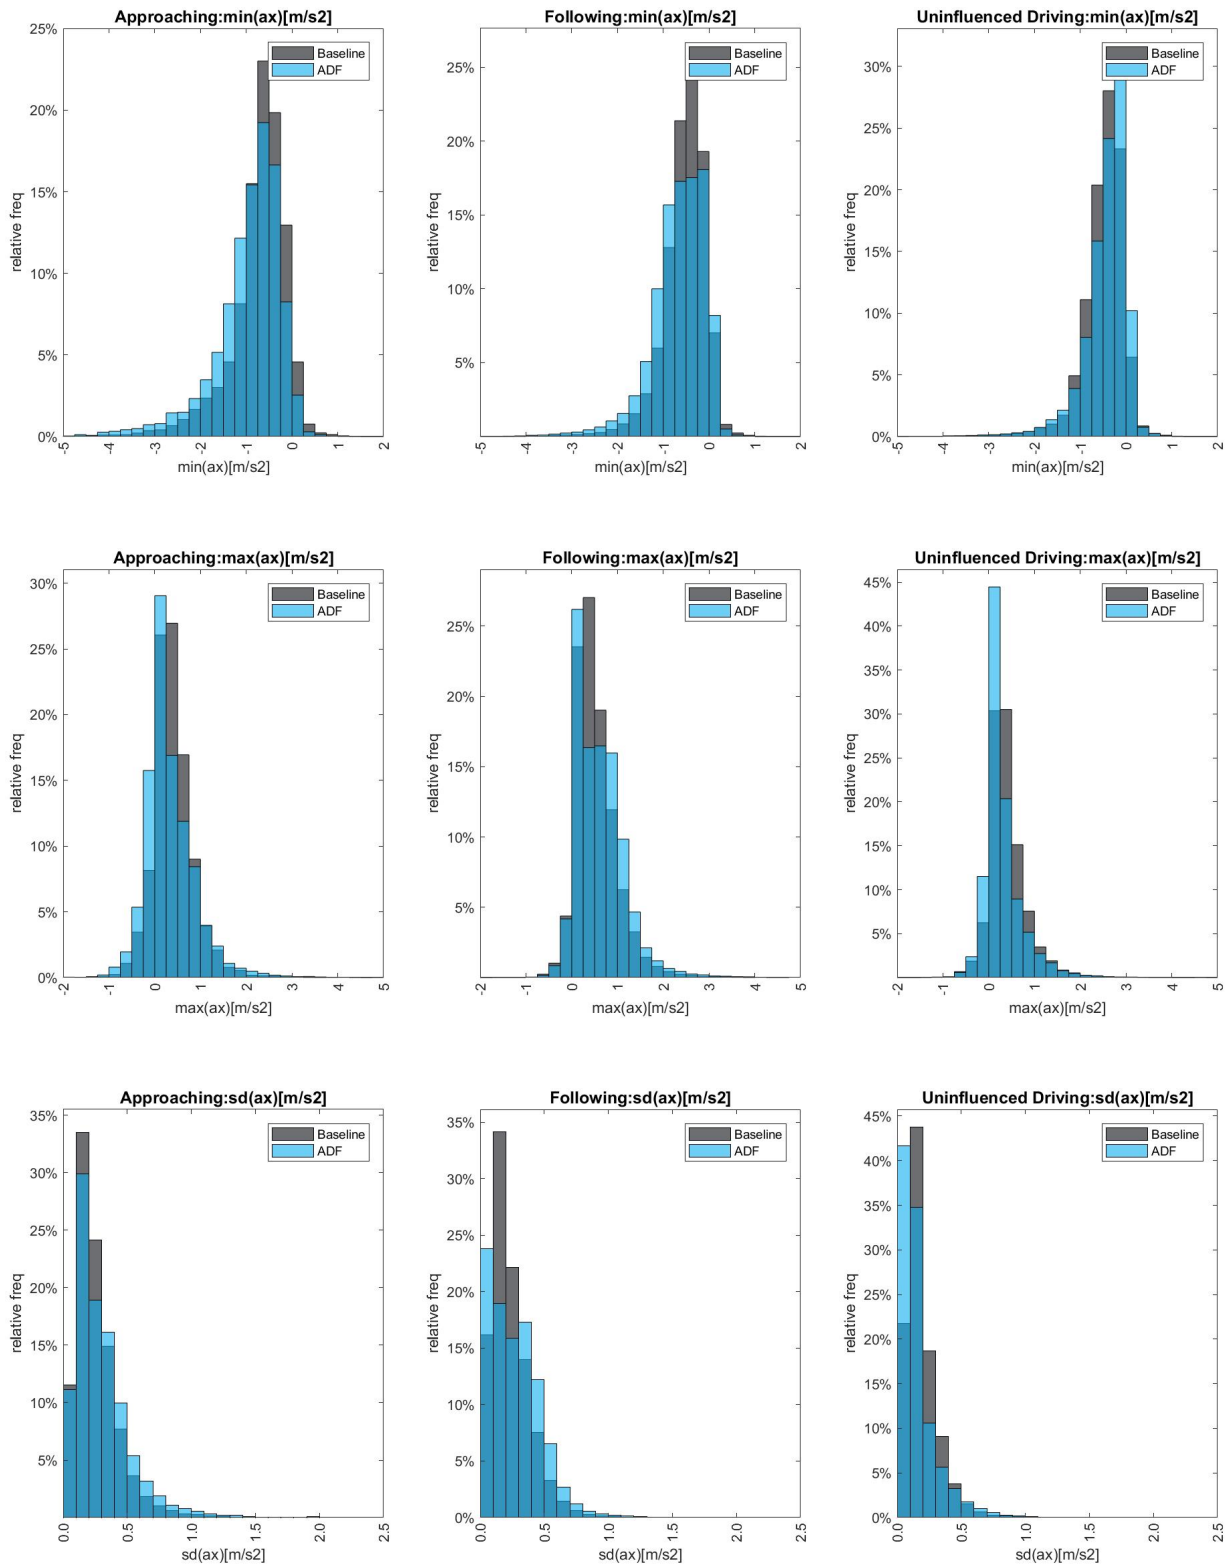 Approaching:min(ax)[m/s2]
25%
20%
15%
10%
5%
0%
relative freq
Baseline
ADF
-5
-4
-3
-2
-1
0
1
2
min(ax)[m/s2]
Following:min(ax)[m/s2]
25%
20%
15%
10%
5%
relative freq
Baseline
ADF
-5
-4
-3
-2
-1
0
1
2
min(ax)[m/s2]
Uninfluenced Driving:min(ax)[m/s2]
30%
25%
20%
15%
10%
5%
0%
relative freq
Baseline
ADF
-5
-4
-3
-2
-1
0
1
2
min(ax)[m/s2]
Approaching:max(ax)[m/s2]
30%
25%
20%
15%
10%
5%
0%
relative freq
Baseline
ADF
-2
-1
0
1
2
3
4
5
max(ax)[m/s2]
Following:max(ax)[m/s2]
25%
20%
15%
10%
5%
relative freq
Baseline
ADF
-2
-1
0
1
2
3
4
5
max(ax)[m/s2]
Uninfluenced Driving:max(ax)[m/s2]
45%
40%
35%
30%
25%
20%
15%
10%
5%
relative freq
Baseline
ADF
-2
-1
0
1
2
3
4
5
max(ax)[m/s2]
Approaching:sd(ax)[m/s2]
35%
30%
25%
20%
15%
10%
5%
relative freq
Baseline
ADF
0.0
0.5
1.0
1.5
2.0
2.5
sd(ax)[m/s2]
Following:sd(ax)[m/s2]
35%
30%
25%
20%
15%
10%
5%
0%
relative freq
Baseline
ADF
0.0
0.5
1.0
1.5
2.0
2.5
sd(ax)[m/s2]
Uninfluenced Driving:sd(ax)[m/s2]
45%
40%
35%
30%
25%
20%
15%
10%
5%
0%
relative freq
Baseline
ADF
0.0
0.5
1.0
1.5
2.0
2.5
sd(ax)[m/s2]